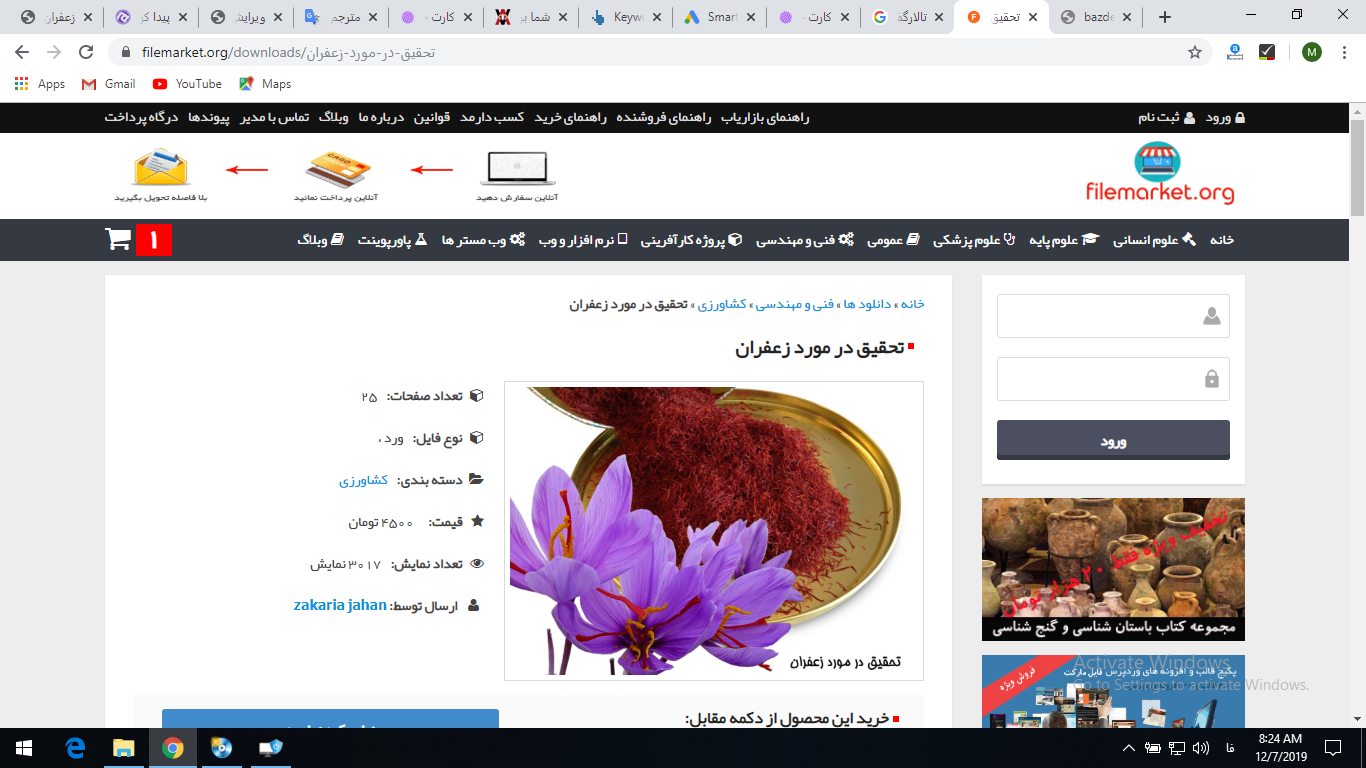 زعفران
پیدا کر
ویرایش
مترجم
کارت
شما بر
Keyw
Smart
کارت
تالارگف
تحقیق
bazde
filemarket.org/downloads/تحقیق-در-مورد-زعفران
M
Apps Gmail YouTube Maps
ورود ثبت نام
راهنمای بازاریاب راهنمای فروشنده راهنمای خرید کسب درآمد قوانین درباره ما وبلاگ تماس با مدیر پیوندها درگاه پرداخت
filemarket.org
آنلاین سفارش دهید
آنلاین پرداخت نمائید
بلا فاصله تحویل بگیرید
خانه علوم انسانی علوم پایه علوم پزشکی عمومی فنی و مهندسی پروژه کارآفرینی نرم افزار و وب وب مستر ها پاورپوینت وبلاگ
۱
خانه » دانلود ها » فنی و مهندسی » کشاورزی » تحقیق در مورد زعفران
تحقیق در مورد زعفران
تعداد صفحات: ۲۵
نوع فایل: ورد ،
دسته بندی: کشاورزی
قیمت: ۴۵۰۰ تومان
تعداد نمایش: ۳۰۱۷ نمایش
ارسال توسط: zakaria jahan
تحقیق در مورد زعفران
خرید این محصول از دکمه مقابل:
ورود
تخفیف ویژه فقط ۲۰ هزار تومان
مجموعه کتاب باستان شناسی و گنج شناسی
پکیج قالب و افزونه های وردپرس فایل مارکت
فروش ویژه
Activate Windows
Go to Settings to activate Windows.
فا
8:24 AM
12/7/2019